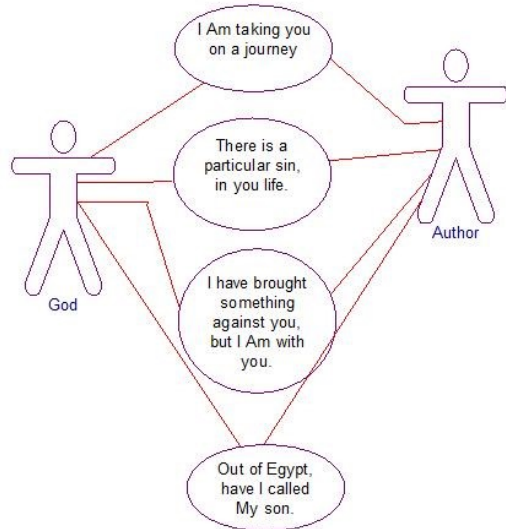 I Am taking you
on a journey
There is a
particular sin,
in you life.
Author
I have brought
something
against you,
but I Am with
you.
God
Out of Egypt,
have I called
My son.